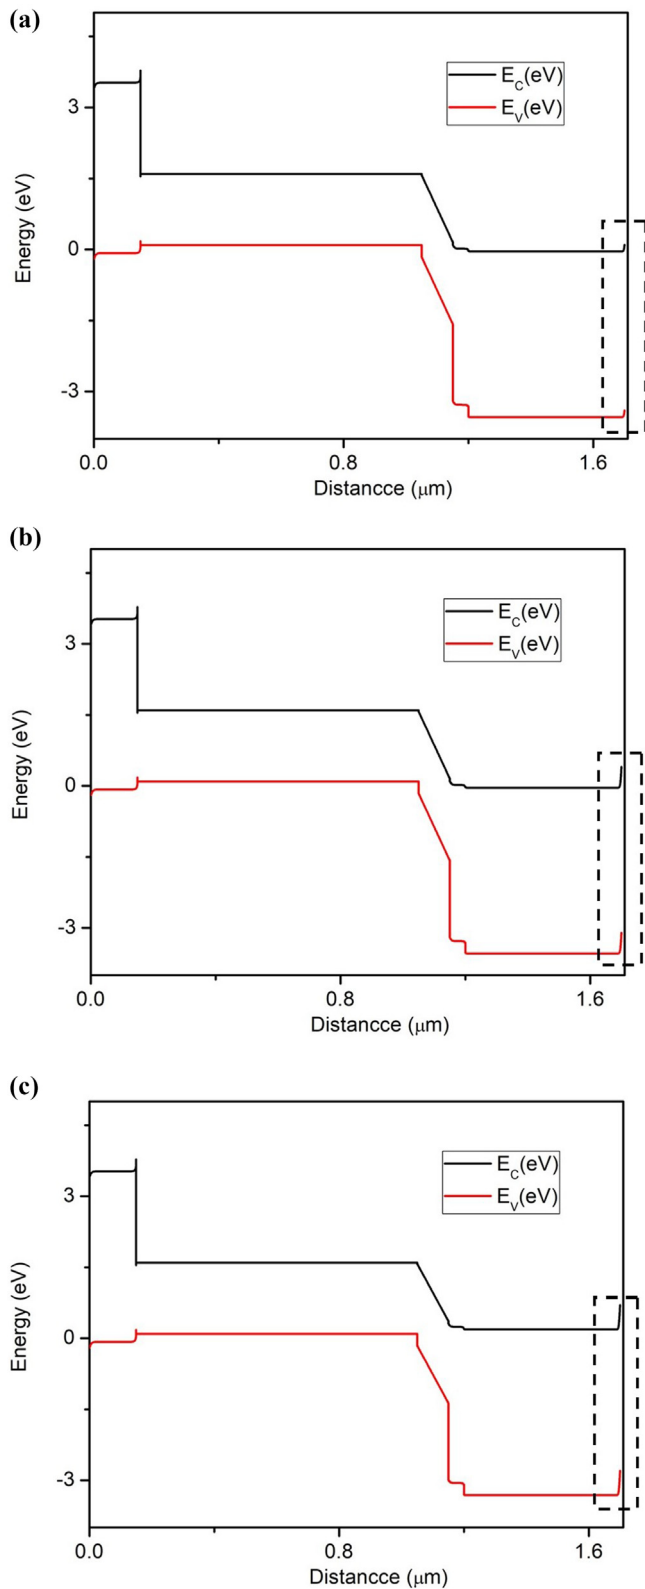 (a)
3
0
-3
Energy (eV)
E_C(eV)
E_V(eV)
0.0 0.8 1.6
Distancce (μm)
(b)
3
0
-3
Energy (eV)
E_C(eV)
E_V(eV)
0.0 0.8 1.6
Distancce (μm)
(c)
3
0
-3
Energy (eV)
E_C(eV)
E_V(eV)
0.0 0.8 1.6
Distancce (μm)